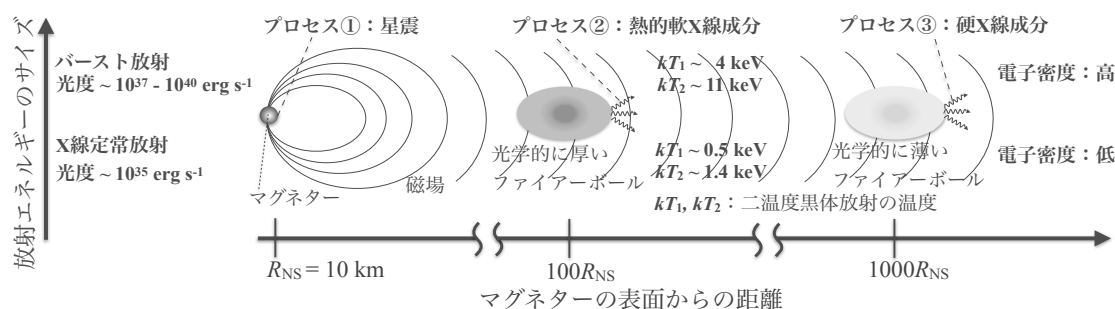 放射エネルギーのサイズ
プロセス①：星震
プロセス②：熱的軟X線成分
プロセス③：硬X線成分
バースト放射
光度 ~ 10³⁷ - 10⁴⁰ erg s⁻¹
kT₁ ~ 4 keV
kT₂ ~ 11 keV
電子密度：高
X線定常放射
光度 ~ 10³⁵ erg s⁻¹
マグネター
磁場
光学的に厚い
ファイアーボール
kT₁ ~ 0.5 keV
kT₂ ~ 1.4 keV
光学的に薄い
ファイアーボール
電子密度：低
kT₁, kT₂：二温度黒体放射の温度
R_NS = 10 km
100R_NS
1000R_NS
マグネターの表面からの距離